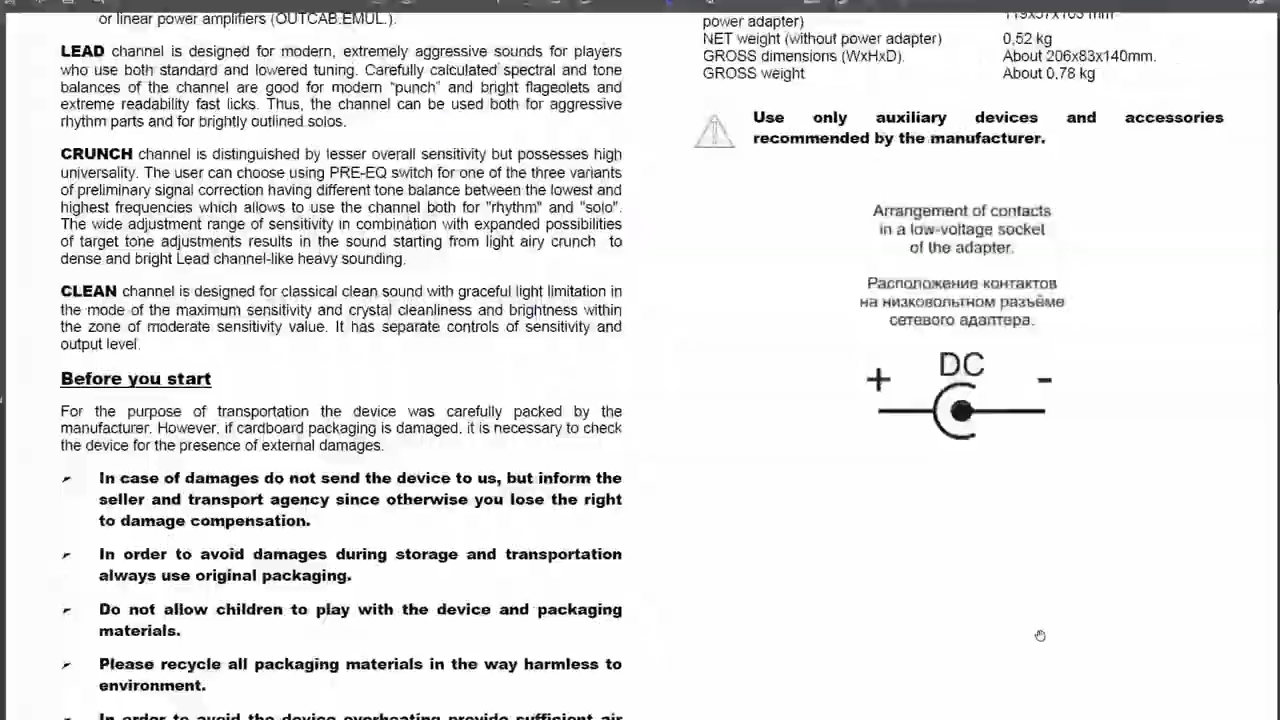 or linear power amplifiers (OUTCAB.EMUL.).
LEAD channel is designed for modern, extremely aggressive sounds for players
who use both standard and lowered tuning. Carefully calculated spectral and tone
balances of the channel are good for modern "punch" and bright flageolets and
extreme readability fast licks. Thus, the channel can be used both for aggressive
rhythm parts and for brightly outlined solos.
CRUNCH channel is distinguished by lesser overall sensitivity but possesses high
universality. The user can choose using PRE-EQ switch for one of the three variants
of preliminary signal correction having different tone balance between the lowest and
highest frequencies which allows to use the channel both for "rhythm" and "solo".
The wide adjustment range of sensitivity in combination with expanded possibilities
of target tone adjustments results in the sound starting from light airy crunch to
dense and bright Lead channel-like heavy sounding.
CLEAN channel is designed for classical clean sound with graceful light limitation in
the mode of the maximum sensitivity and crystal cleanliness and brightness within
the zone of moderate sensitivity value. It has separate controls of sensitivity and
output level.
Before you start
For the purpose of transportation the device was carefully packed by the
manufacturer. However, if cardboard packaging is damaged, it is necessary to check
the device for the presence of external damages.
In case of damages do not send the device to us, but inform the
seller and transport agency since otherwise you lose the right
to damage compensation.
In order to avoid damages during storage and transportation
always use original packaging.
Do not allow children to play with the device and packaging
materials.
Please recycle all packaging materials in the way harmless to
environment.
In order to avoid the device overheating provide sufficient air
power adapter)
NET weight (without power adapter) 0,52 kg
GROSS dimensions (WxHxD). About 206x83x140mm.
GROSS weight About 0,78 kg
Use only auxiliary devices and accessories
recommended by the manufacturer.
Arrangement of contacts
in a low-voltage socket
of the adapter.
Расположение контактов
на низковольтном разъёме
сетевого адаптера.
DC
+ -